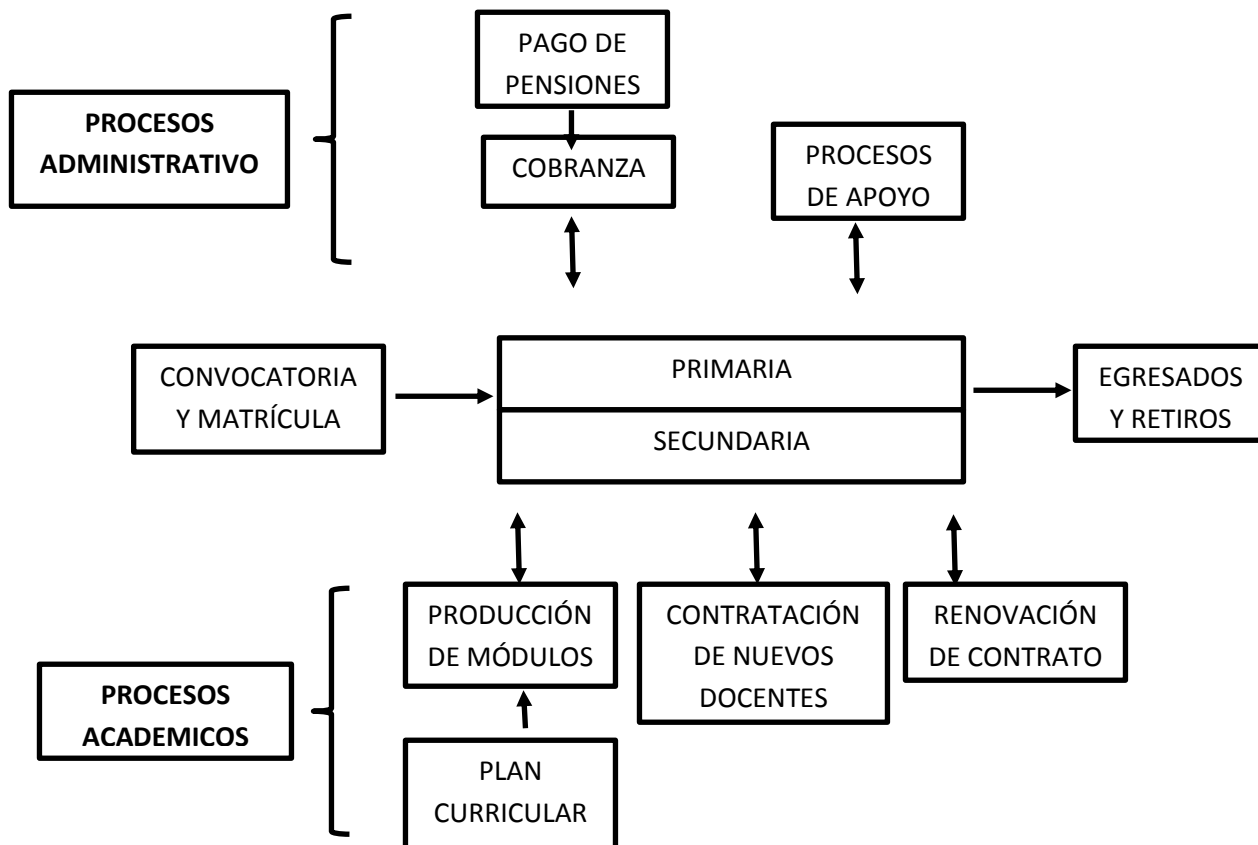 PAGO DE
PENSIONES
PROCESOS
ADMINISTRATIVO
COBRANZA
PROCESOS
DE APOYO
CONVOCATORIA
Y MATRÍCULA
PRIMARIA
SECUNDARIA
EGRESADOS
Y RETIROS
PRODUCCIÓN
DE MÓDULOS
CONTRATACIÓN
DE NUEVOS
DOCENTES
RENOVACIÓN
DE CONTRATO
PROCESOS
ACADEMICOS
PLAN
CURRICULAR